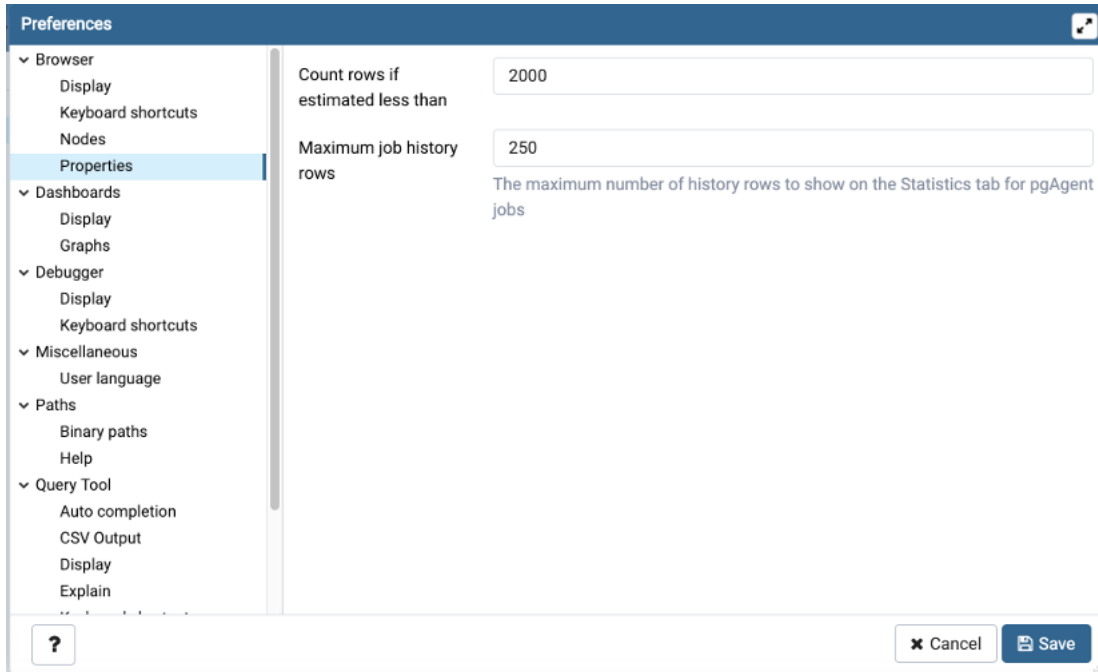 Preferences
Browser
Display
Keyboard shortcuts
Nodes
Properties
Dashboards
Display
Graphs
Debugger
Display
Keyboard shortcuts
Miscellaneous
User language
Paths
Binary paths
Help
Query Tool
Auto completion
CSV Output
Display
Explain
Count rows if
estimated less than
2000
Maximum job history
rows
250
The maximum number of history rows to show on the Statistics tab for pgAgent
jobs
?
Cancel
Save